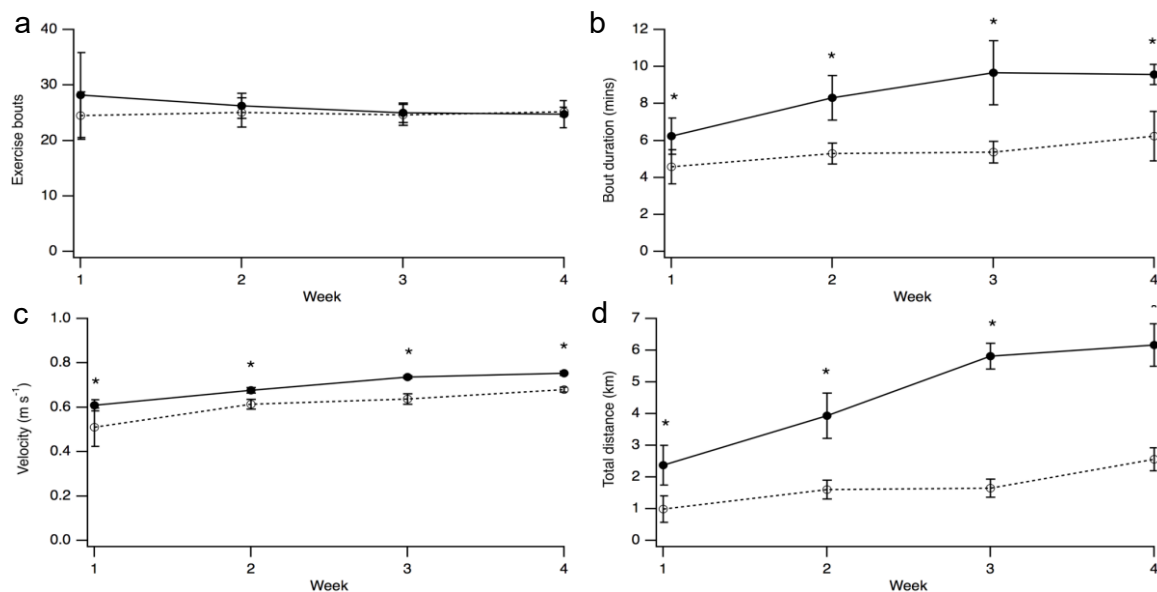 a
Exercise bouts
40
30
20
10
0
1 2 3 4
Week
b
* * * *
Bout duration (mins)
12
10
8
6
4
2
0
1 2 3 4
Week
c
* * * *
Velocity (m s⁻¹)
1.0
0.8
0.6
0.4
0.2
0.0
1 2 3 4
Week
d
* * *
Total distance (km)
7
6
5
4
3
2
1
0
1 2 3 4
Week